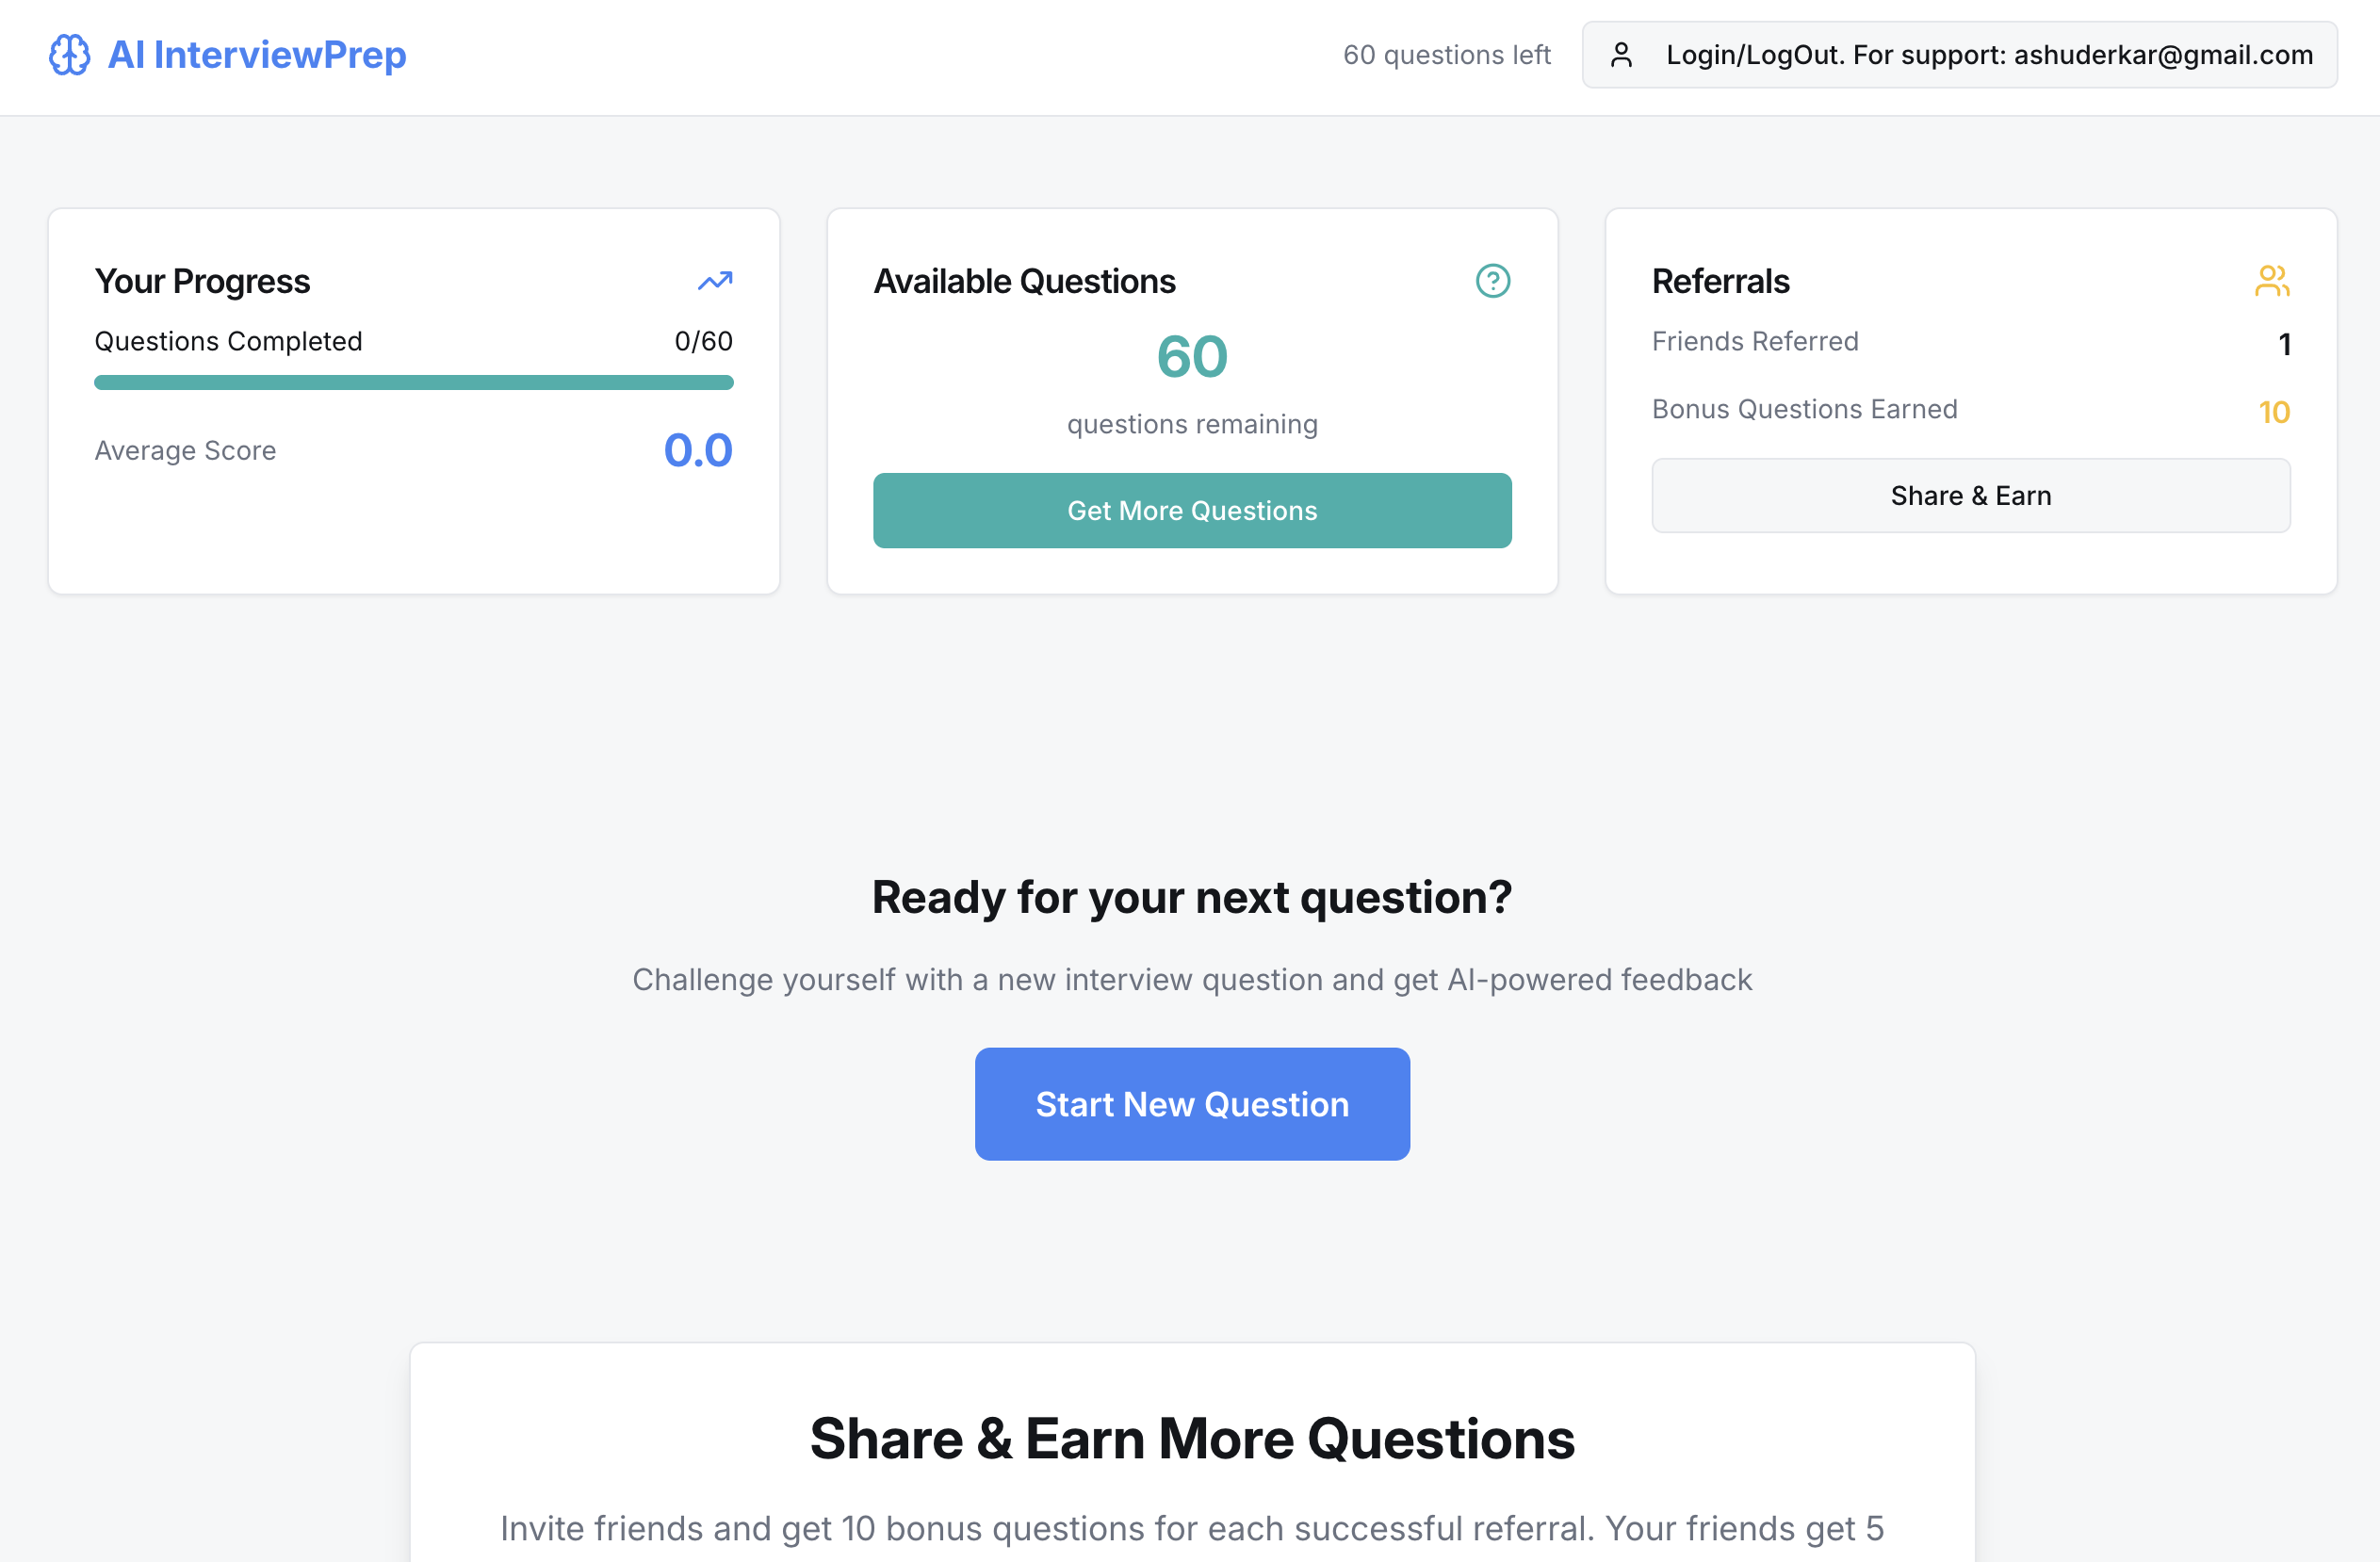 AI InterviewPrep
60 questions left
Login/LogOut. For support: ashuderkar@gmail.com
Your Progress
Questions Completed
0/60
Average Score
0.0
Available Questions
60
questions remaining
Get More Questions
Referrals
Friends Referred
1
Bonus Questions Earned
10
Share & Earn
Ready for your next question?
Challenge yourself with a new interview question and get AI-powered feedback
Start New Question
Share & Earn More Questions
Invite friends and get 10 bonus questions for each successful referral. Your friends get 5